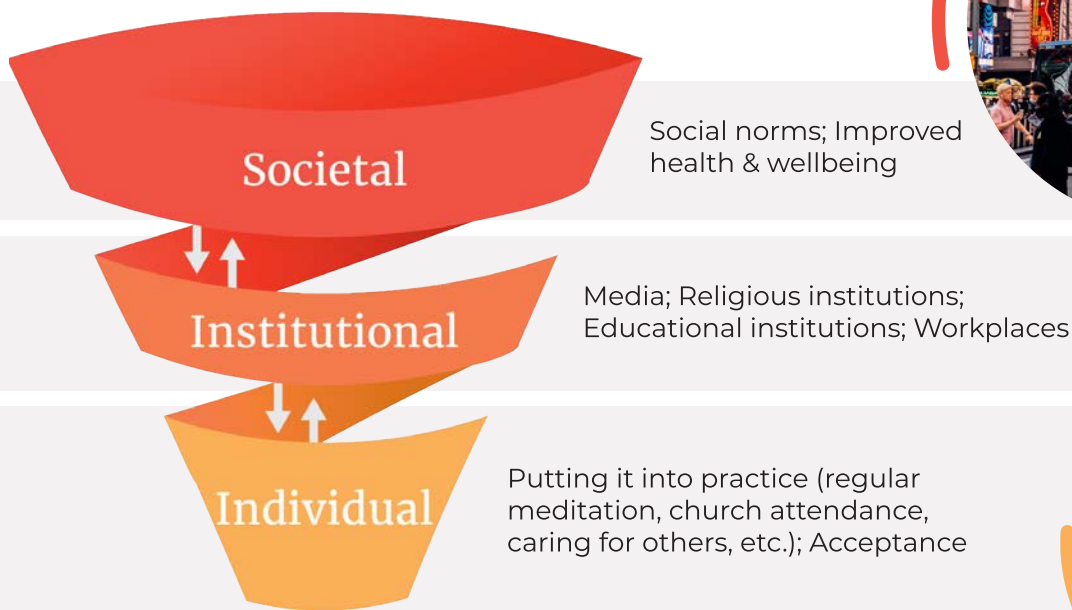 Societal
Social norms; Improved
health & wellbeing
Institutional
Media; Religious institutions;
Educational institutions; Workplaces
Individual
Putting it into practice (regular
meditation, church attendance,
caring for others, etc.); Acceptance